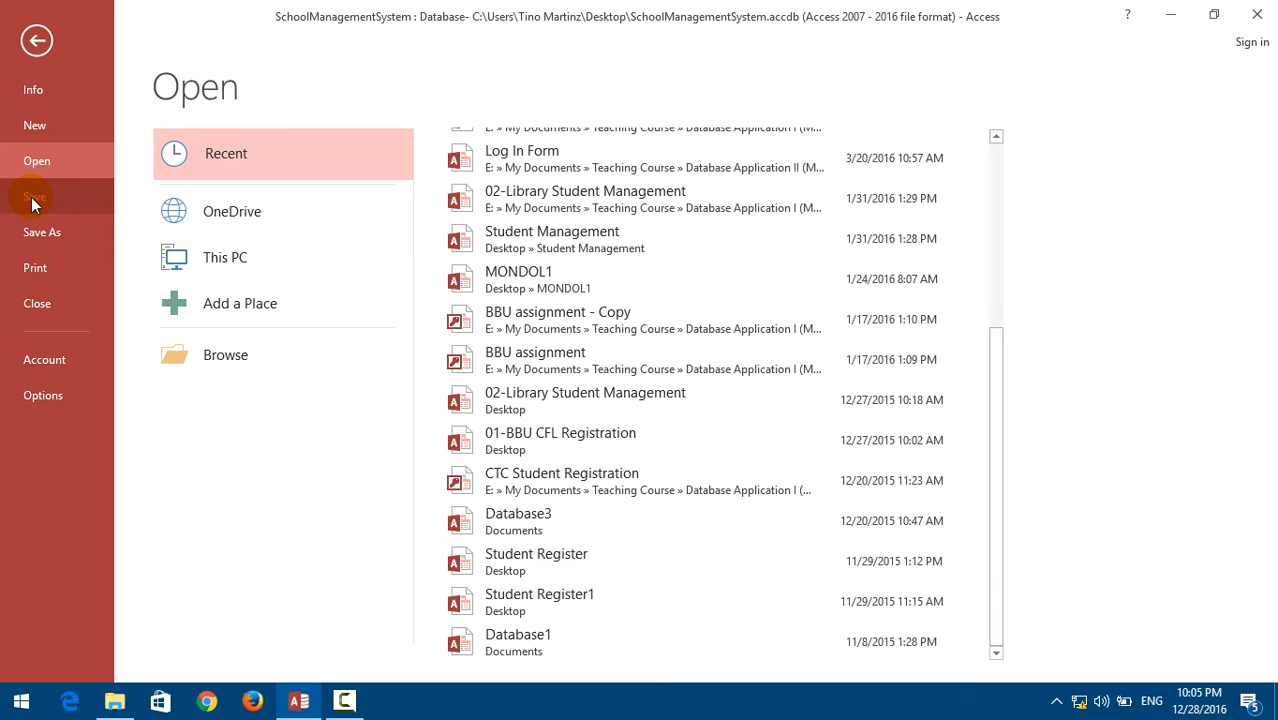 SchoolManagementSystem : Database- C:\Users\Tino Martinz\Desktop\SchoolManagementSystem.accdb (Access 2007 - 2016 file format) - Access
?
Sign in
Info
New
Open
Save
Save As
Print
Close
Account
Options
Open
Recent
OneDrive
This PC
Add a Place
Browse
E: » My Documents » Teaching Course » Database Application I (M...
Log In Form
E: » My Documents » Teaching Course » Database Application II (M...
3/20/2016 10:57 AM
02-Library Student Management
E: » My Documents » Teaching Course » Database Application I (M...
1/31/2016 1:29 PM
Student Management
Desktop » Student Management
1/31/2016 1:28 PM
MONDOL1
Desktop » MONDOL1
1/24/2016 8:07 AM
BBU assignment - Copy
E: » My Documents » Teaching Course » Database Application I (M...
1/17/2016 1:10 PM
BBU assignment
E: » My Documents » Teaching Course » Database Application I (M...
1/17/2016 1:09 PM
02-Library Student Management
Desktop
12/27/2015 10:18 AM
01-BBU CFL Registration
Desktop
12/27/2015 10:02 AM
CTC Student Registration
E: » My Documents » Teaching Course » Database Application I (...
12/20/2015 11:23 AM
Database3
Documents
12/20/2015 10:47 AM
Student Register
Desktop
11/29/2015 1:12 PM
Student Register1
Desktop
11/29/2015 11:15 AM
Database1
Documents
11/8/2015 1:28 PM
ENG
10:05 PM
12/28/2016
5